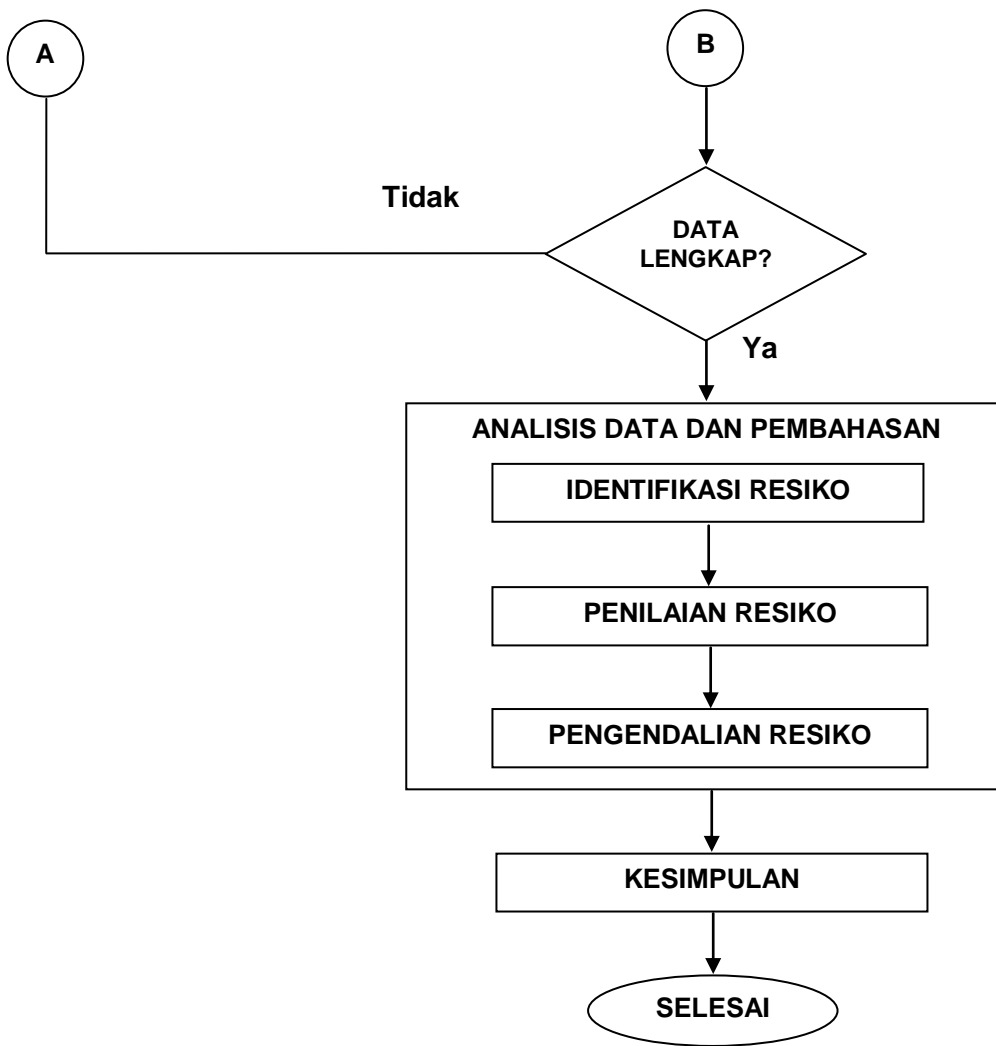 A
B
Tidak
DATA
LENGKAP?
Ya
ANALISIS DATA DAN PEMBAHASAN
IDENTIFIKASI RESIKO
PENILAIAN RESIKO
PENGENDALIAN RESIKO
KESIMPULAN
SELESAI